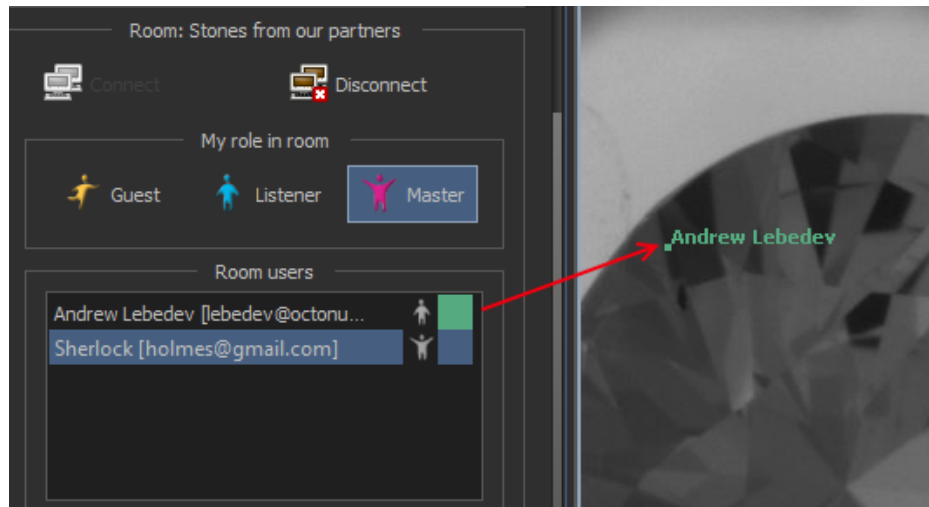 Room: Stones from our partners
Connect
Disconnect
My role in room
Guest
Listener
Master
Room users
Andrew Lebedev [lebedev@octonu...
Sherlock [holmes@gmail.com]
Andrew Lebedev